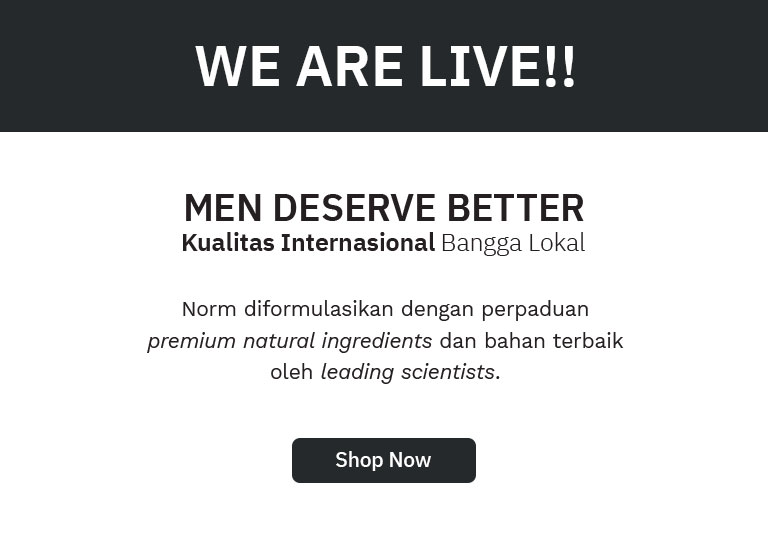 WE ARE LIVE!!
MEN DESERVE BETTER
Kualitas Internasional Bangga Lokal
Norm diformulasikan dengan perpaduan
premium natural ingredients dan bahan terbaik
oleh leading scientists.
Shop Now